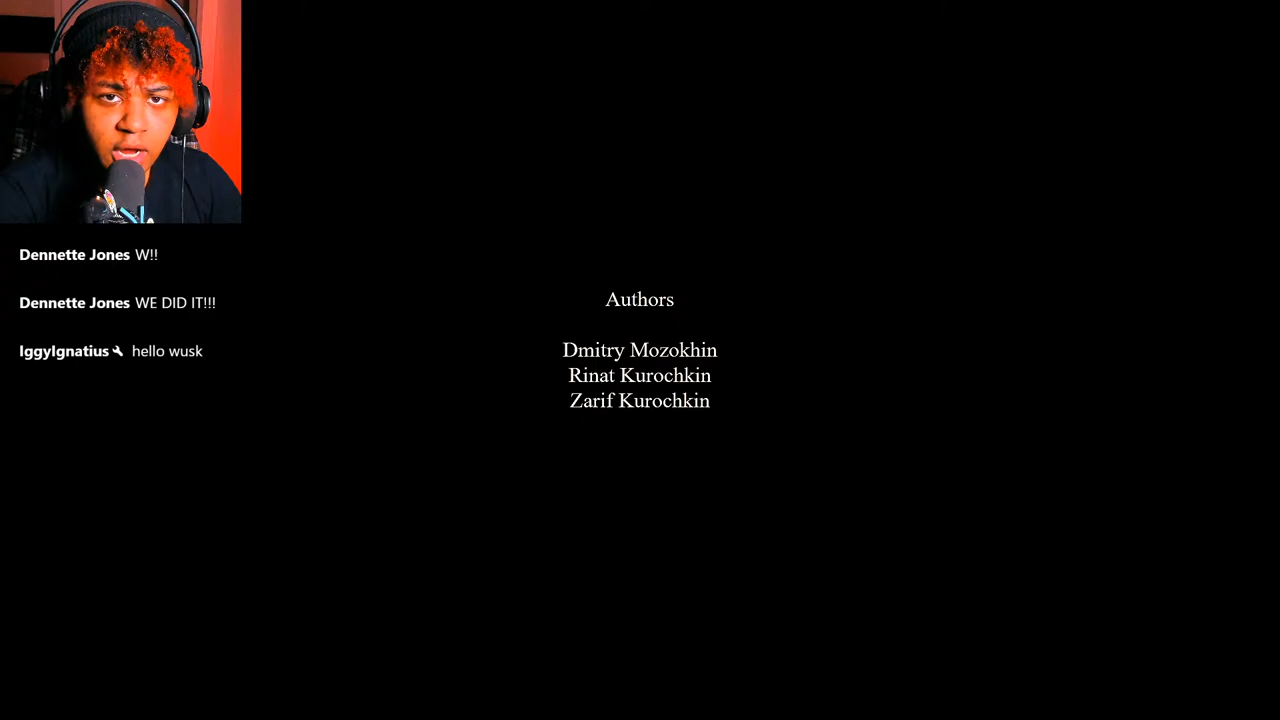 Dennette Jones W!!
Dennette Jones WE DID IT!!!
IggyIgnatius hello wusk
Authors
Dmitry Mozokhin
Rinat Kurochkin
Zarif Kurochkin